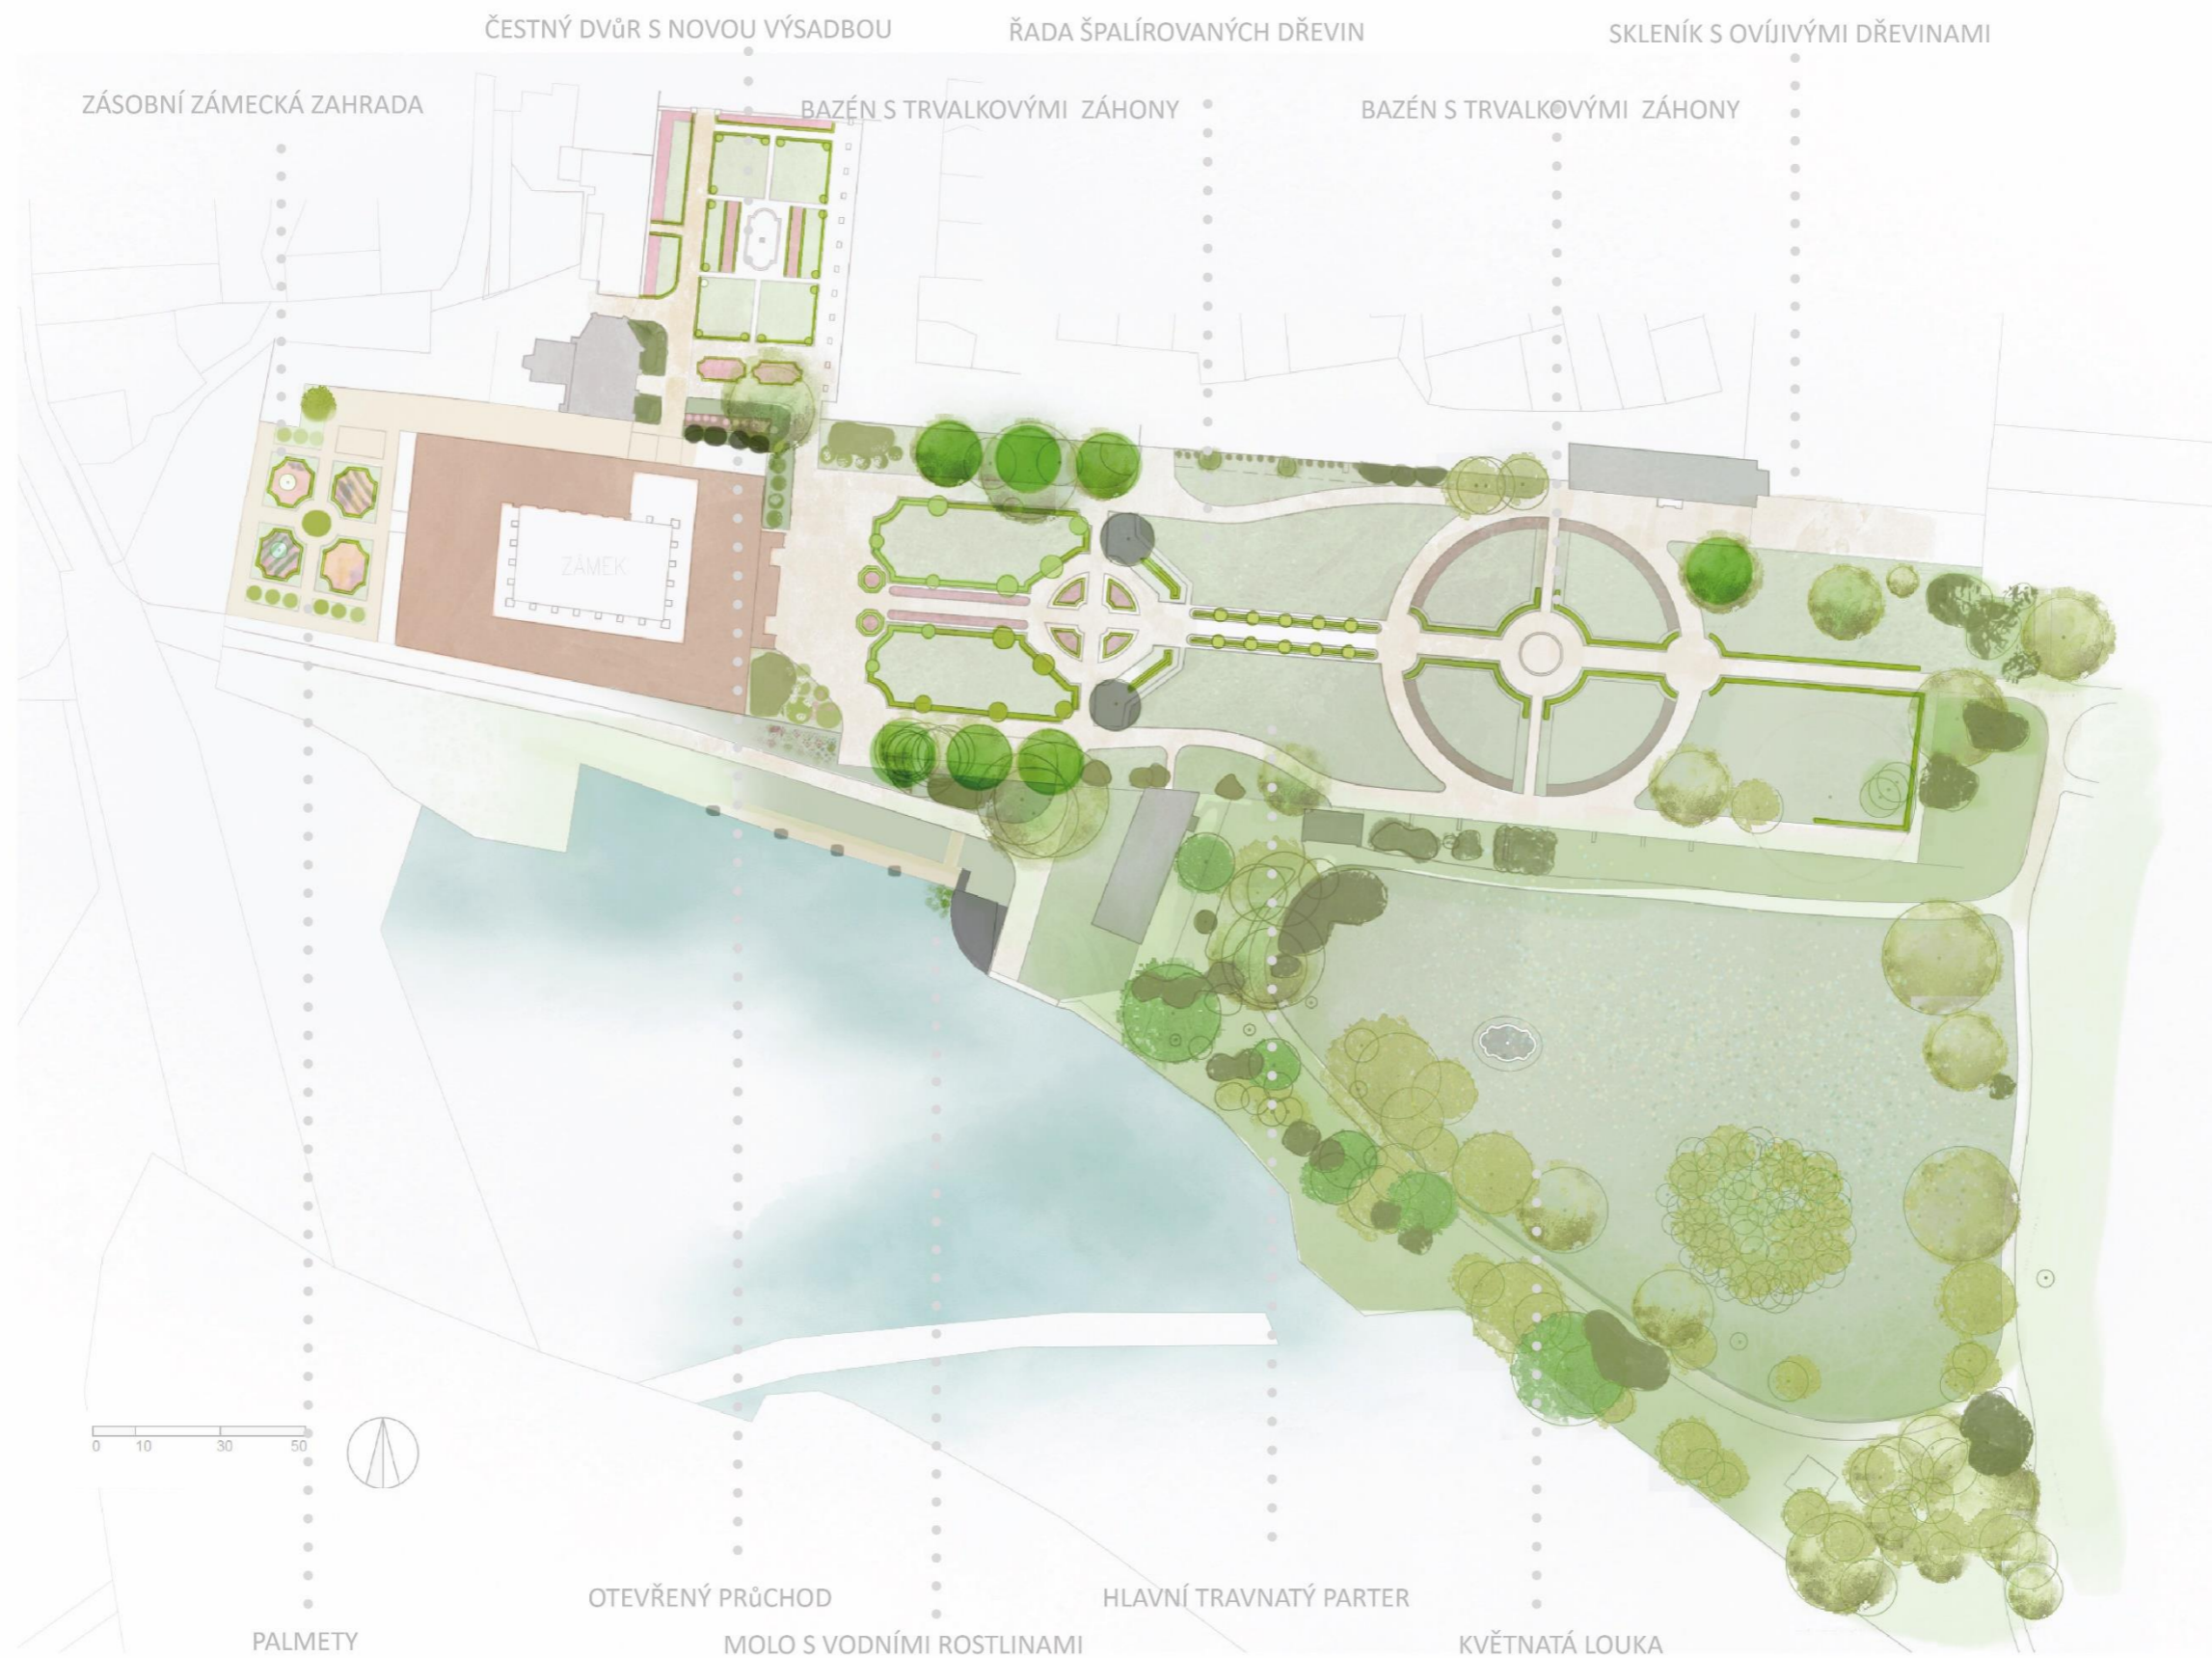 ČESTNÝ DVůR S NOVOU VÝSADBOU
ŘADA ŠPALÍROVANÝCH DŘEVIN
SKLENÍK S OVÍJIVÝMI DŘEVINAMI
ZÁSOBNÍ ZÁMECKÁ ZAHRADA
BAZÉN S TRVALKOVÝMI ZÁHONY
BAZÉN S TRVALKOVÝMI ZÁHONY
ZÁMEK
0 10 30 50
OTEVŘENÝ PRůCHOD
HLAVNÍ TRAVNATÝ PARTER
PALMETY
MOLO S VODNÍMI ROSTLINAMI
KVĚTNATÁ LOUKA